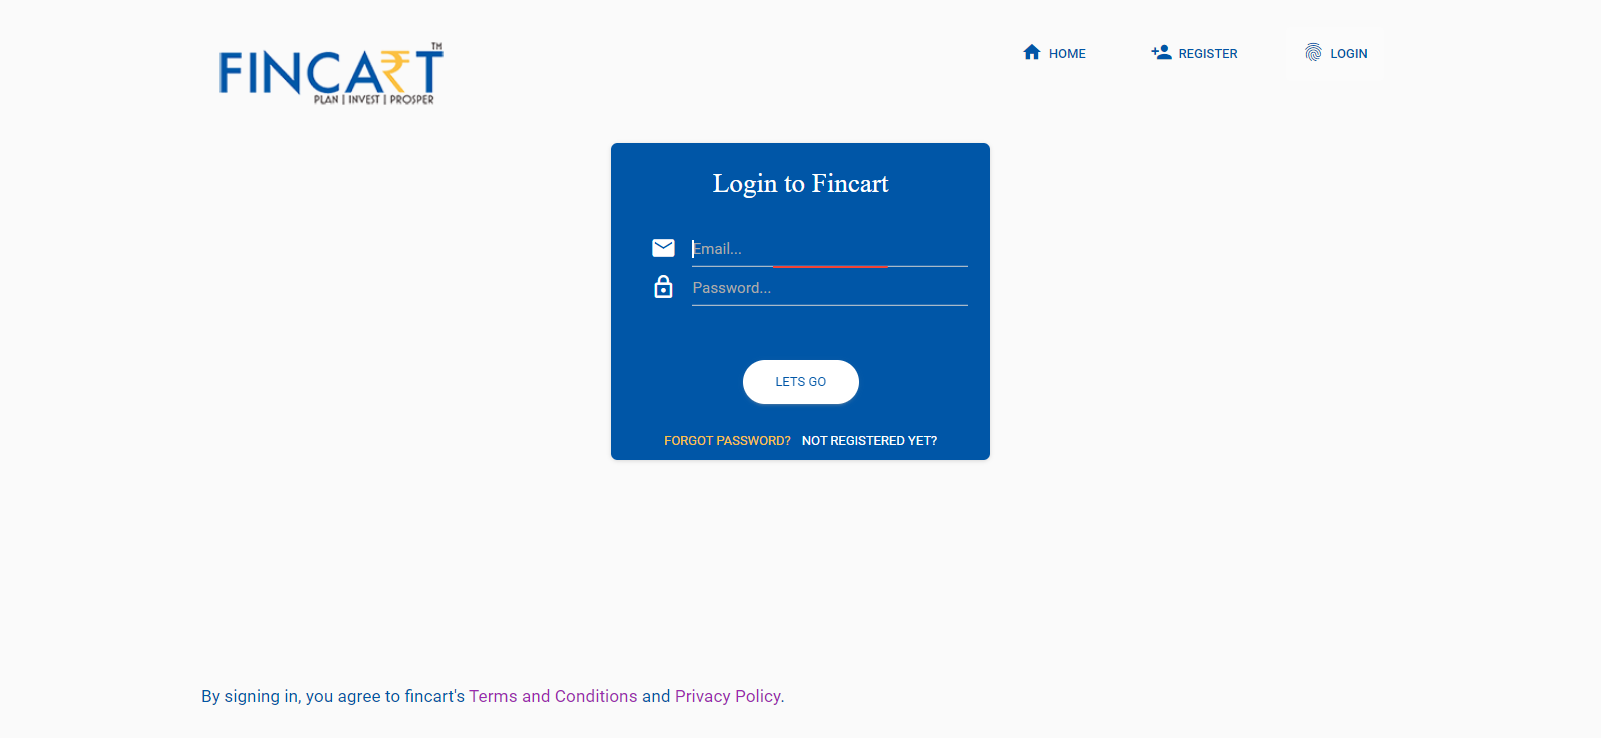 FINCA₹T™
PLAN | INVEST | PROSPER
HOME
REGISTER
LOGIN
Login to Fincart
Email...
Password...
LETS GO
FORGOT PASSWORD? NOT REGISTERED YET?
By signing in, you agree to fincart's Terms and Conditions and Privacy Policy.